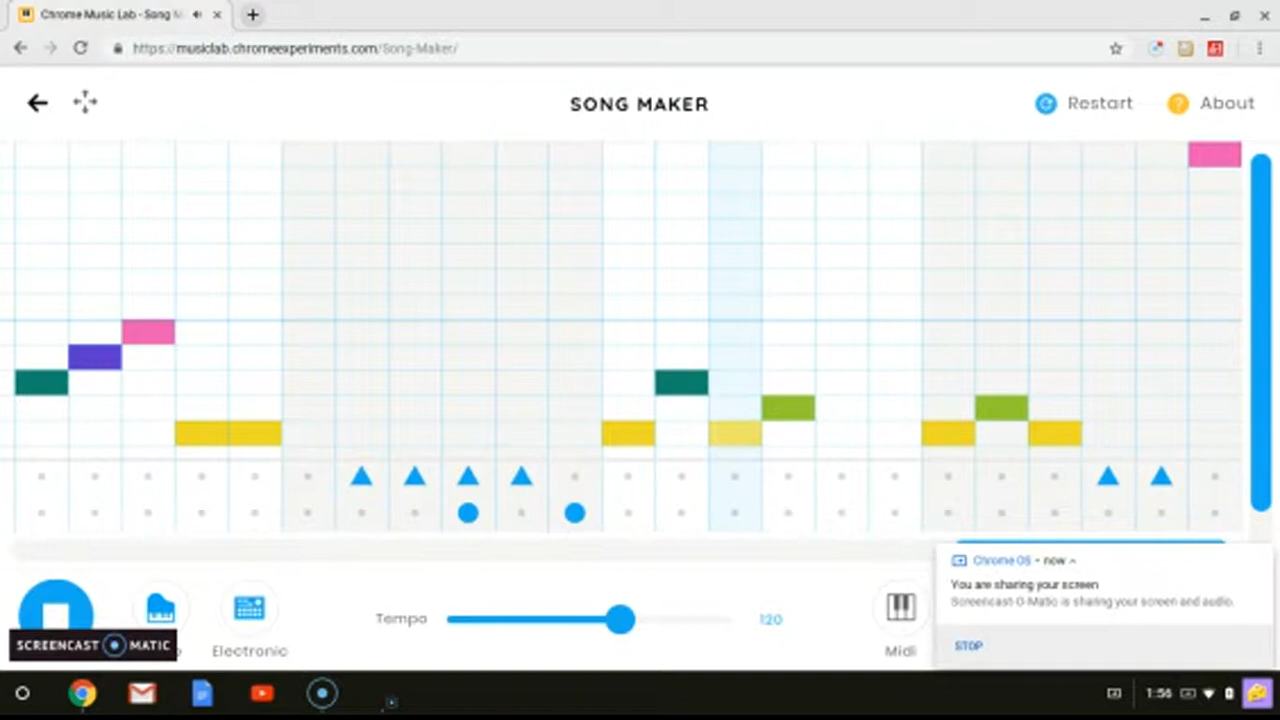 Chrome Music Lab - Song M
https://musiclab.chromeexperiments.com/Song-Maker/
SONG MAKER
Restart
About
Tempo
120
Electronic
Midi
Chrome OS • now
You are sharing your screen
Screencast-O-Matic is sharing your screen and audio.
STOP
SCREENCAST MATIC
1:56